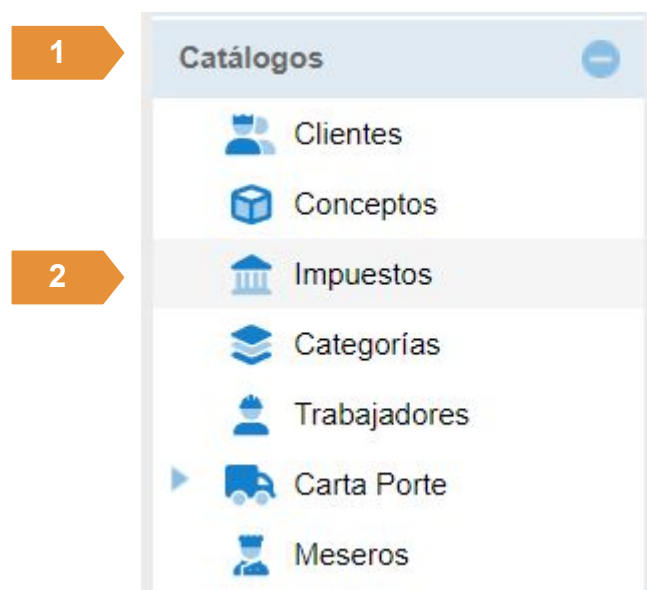 1
Catálogos
Clientes
Conceptos
2
Impuestos
Categorías
Trabajadores
Carta Porte
Meseros